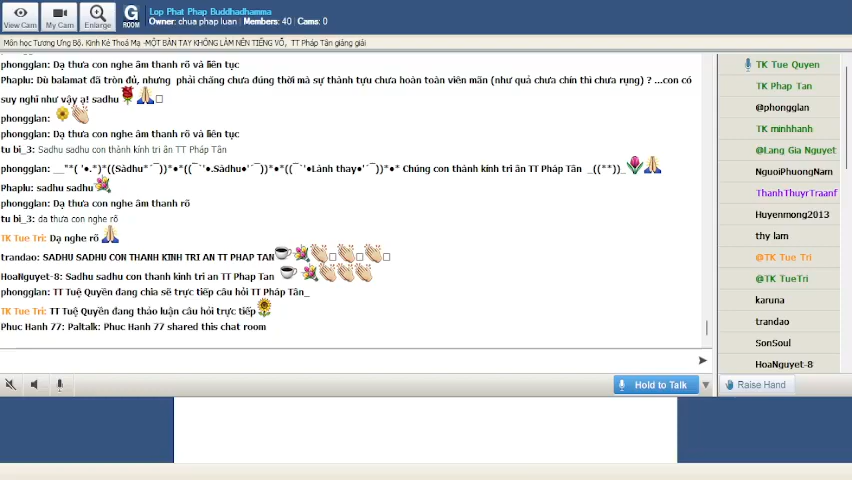 Lop Phat Phap Buddhadhamma
Owner: chua phap luan | Members: 40 | Cams: 0
View Cam
My Cam
Enlarge
G
ROOM
Môn học Tương Ưng Bộ. Kinh Kẻ Thoả Mạ -MỘT BÀN TAY KHÔNG LÀM NÊN TIẾNG VỖ, TT Pháp Tân giảng giải
phongglan: Dạ thưa con nghe âm thanh rõ và liên tục
Phaplu: Dù balamat đã tròn đủ, nhưng phải chăng chưa đúng thời mà sự thành tựu chưa hoàn toàn viên mãn (như quả chưa chín thì chưa rụng) ? ...con có
suy nghĩ như vậy ạ! sadhu
phongglan:
phongglan: Dạ thưa con nghe âm thanh rõ và liên tục
tu bi_3: Sadhu sadhu con thành kính tri ân TT Pháp Tân
phongglan: __"*( '•.*)*((Sàdhu*´¯))*•*((¯`'•.Sàdhu•'´¯))*•*((¯`'•Lành thay•'´¯))*•* Chúng con thành kính tri ân TT Pháp Tân _((**))_
Phaplu: sadhu sadhu
phongglan: Dạ thưa con nghe âm thanh rõ
tu bi_3: da thưa con nghe rõ
TK Tue Tri: Dạ nghe rõ
trandao: SADHU SADHU CON THANH KINH TRI AN TT PHAP TAN
HoaNguyet-8: Sadhu sadhu con thanh kinh tri an TT Phap Tan
phongglan: TT Tuệ Quyền đang chia sẽ trực tiếp câu hỏi TT Pháp Tân_
TK Tue Tri: TT Tuệ Quyền đang thảo luận câu hỏi trực tiếp
Phuc Hanh 77: Paltalk: Phuc Hanh 77 shared this chat room
Hold to Talk
TK Tue Quyen
TK Phap Tan
@phongglan
TK minhhanh
@Lang Gia Nguyet
NguoiPhuongNam
ThanhThuyrTraanf
Huyenmong2013
thy lam
@TK Tue Tri
@TK TueTri
karuna
trandao
SonSoul
HoaNguyet-8
Raise Hand